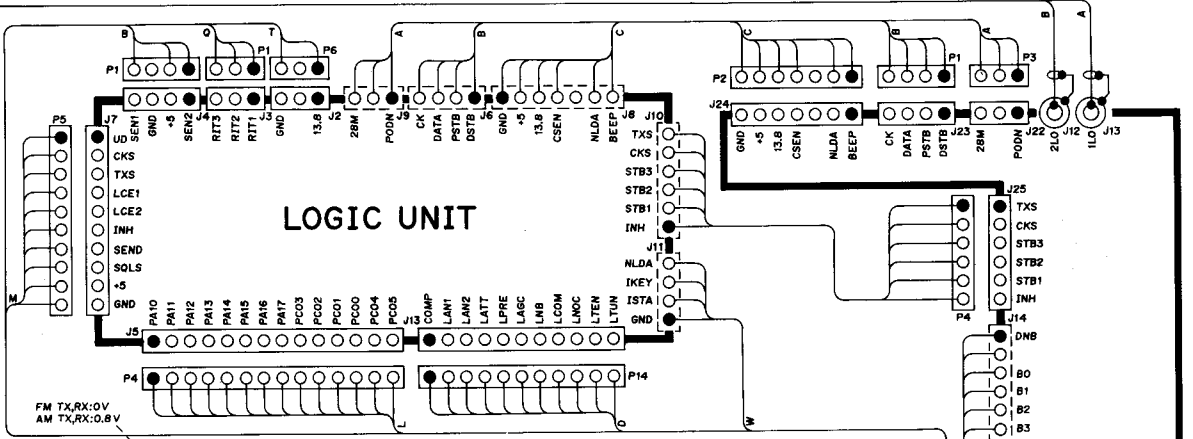 B A
B Q T A B C C B A
P1 P1 P6 P2 P1 P3
J24
P5 J7 J4 J3 J2 J9 J6 J8 J10 J23 J22 J12 J13
SEN1 GND +5 SEN2
RIT3 RIT2 RIT1
GND 13.8
28M PODN
CK DATA PSTB DSTB
GND +5 13.8 CSEN NLDA BEEP
GND +5 13.8 CSEN NLDA BEEP
CK DATA PSTB DSTB
28M PODN
2LO 1LO
UD
CKS
TXS
LCE1
LCE2
INH
SEND
SQLS
+5
GND
M
LOGIC UNIT
TXS
CKS
STB3
STB2
STB1
INH
J11
NLDA
IKEY
ISTA
GND
J25
TXS
CKS
STB3
STB2
STB1
INH
P4
J14
DNB
B0
B1
B2
B3
J5
PA10 PA11 PA12 PA13 PA14 PA15 PA16 PA17 PC03 PC02 PC01 PC00 PC04 PC05
J13
COMP LAN1 LAN2 LATT LPRE LAGC LNB LCOM LNOC LTEN LTUN
P4 P14
L D W
FM TX,RX:0V
AM TX,RX:0.8V